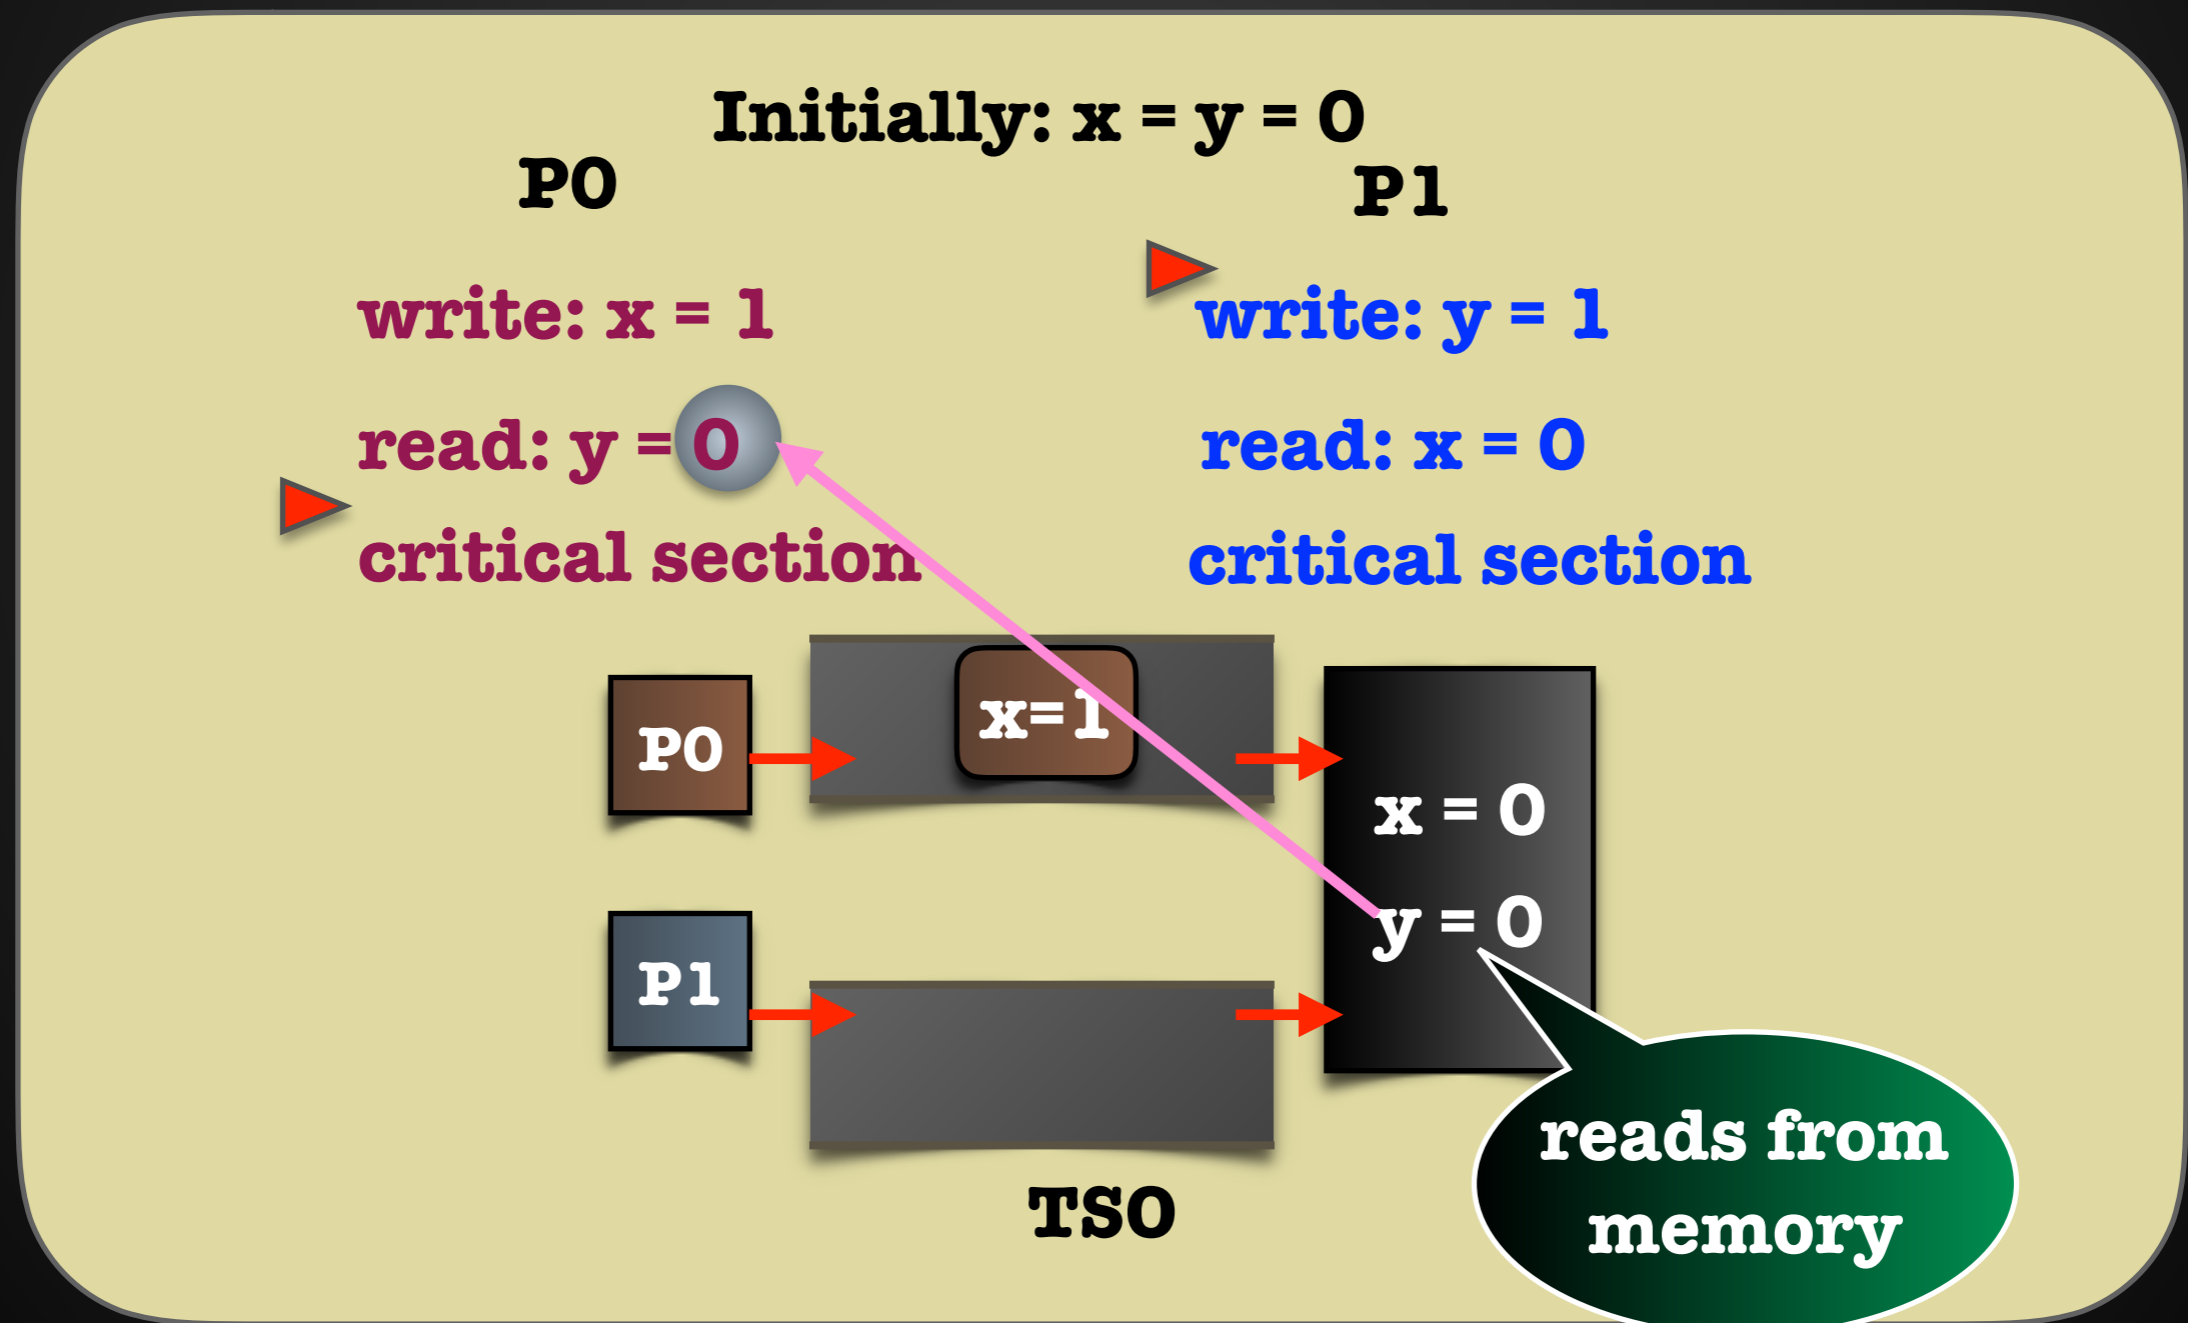 Initially: x = y = 0
P0
P1
write: x = 1
write: y = 1
read: y = 0
read: x = 0
critical section
critical section
P0
x=1
x = 0
y = 0
P1
reads from
memory
TSO